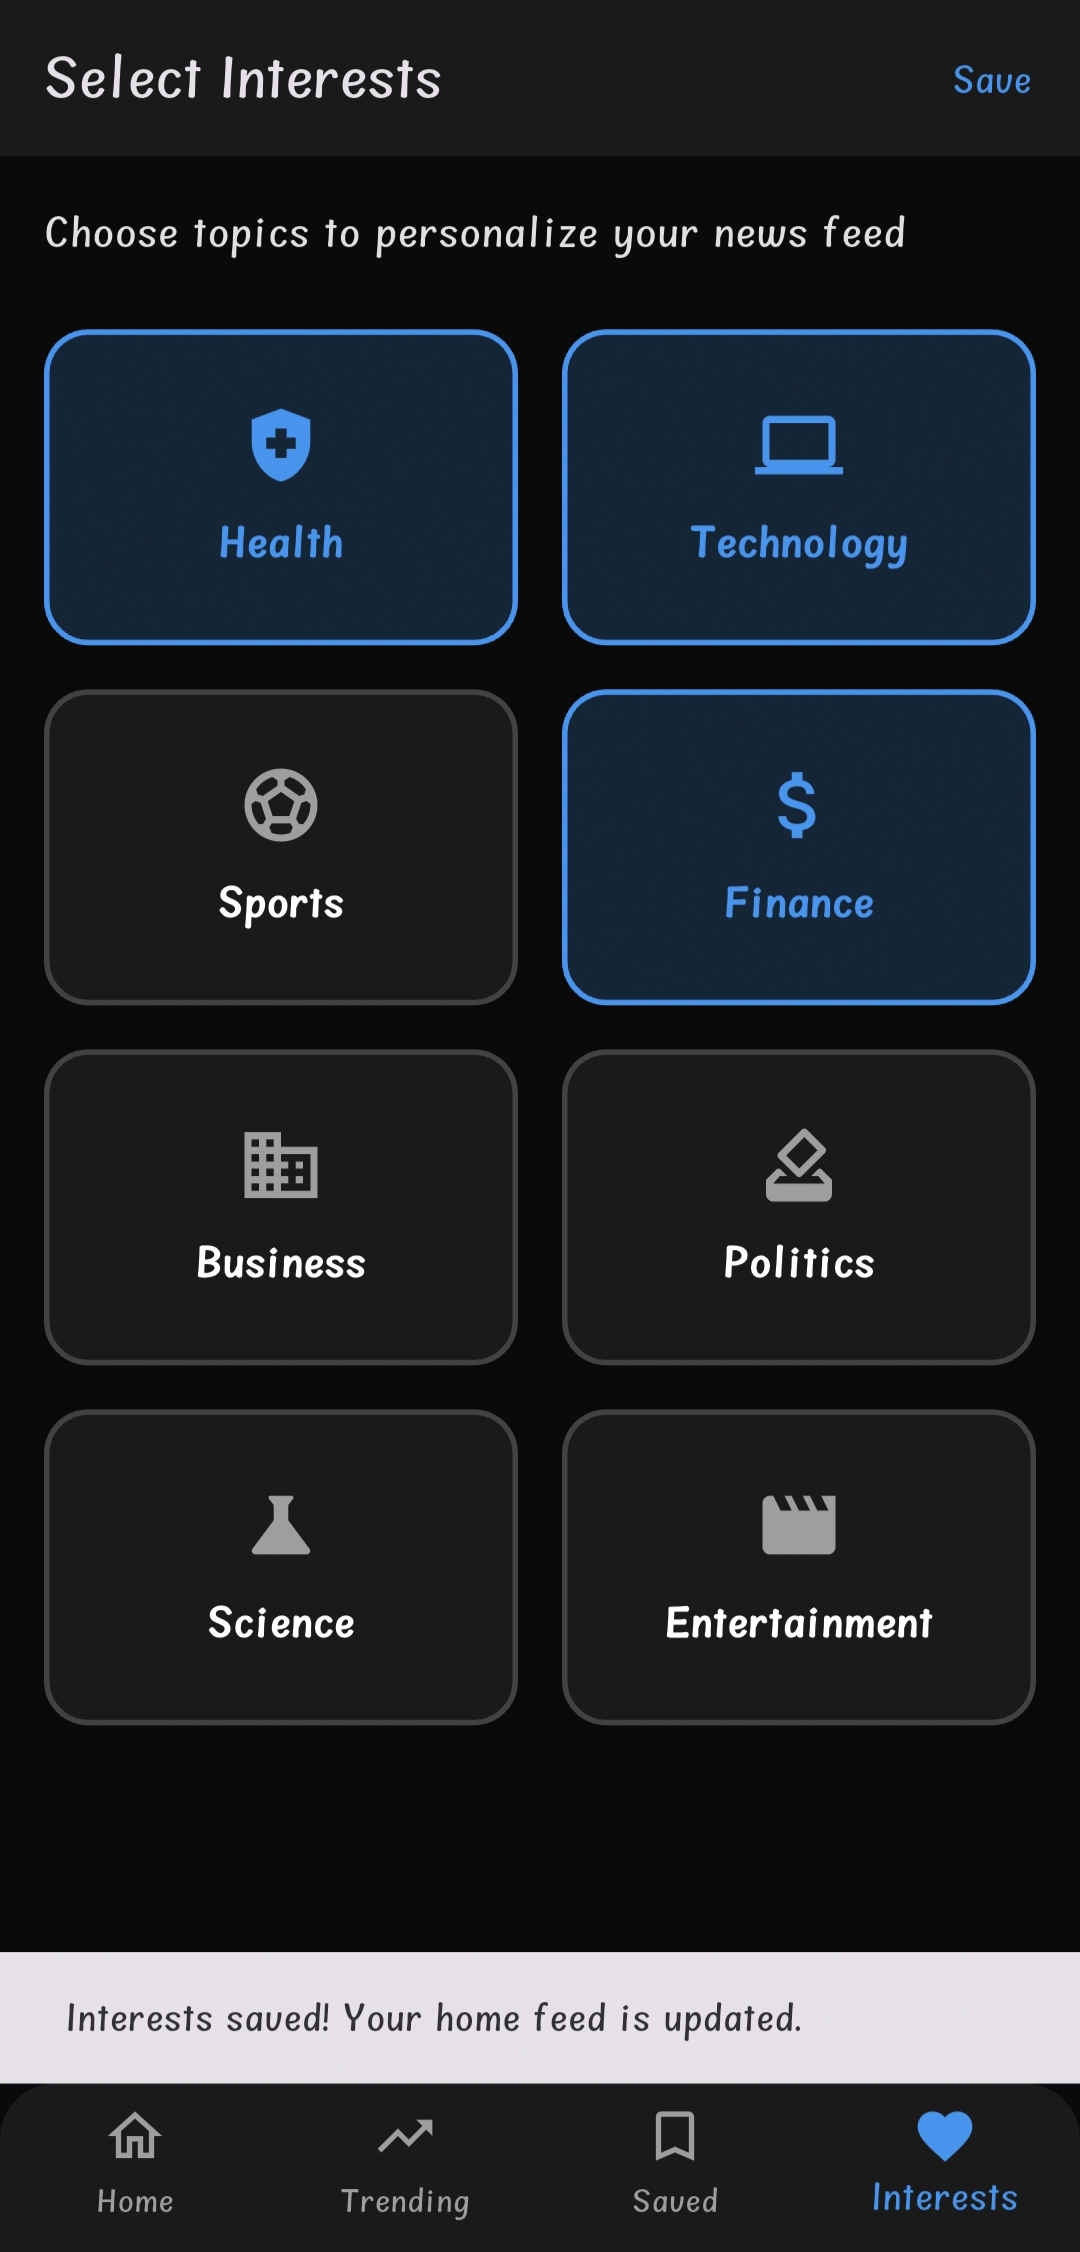 Select Interests
Save
Choose topics to personalize your news feed
Health
Technology
Sports
Finance
Business
Politics
Science
Entertainment
Interests saved! Your home feed is updated.
Home
Trending
Saved
Interests